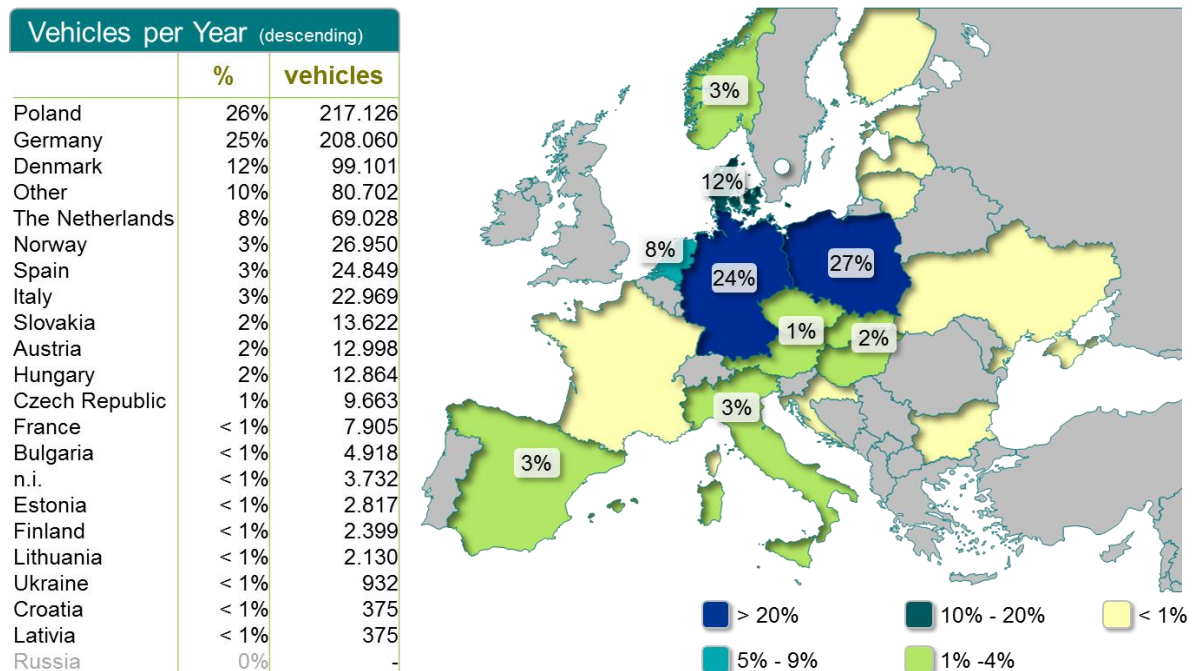 Vehicles per Year (descending)
% vehicles
Poland 26% 217.126
Germany 25% 208.060
Denmark 12% 99.101
Other 10% 80.702
The Netherlands 8% 69.028
Norway 3% 26.950
Spain 3% 24.849
Italy 3% 22.969
Slovakia 2% 13.622
Austria 2% 12.998
Hungary 2% 12.864
Czech Republic 1% 9.663
France < 1% 7.905
Bulgaria < 1% 4.918
n.i. < 1% 3.732
Estonia < 1% 2.817
Finland < 1% 2.399
Lithuania < 1% 2.130
Ukraine < 1% 932
Croatia < 1% 375
Lativia < 1% 375
Russia 0% -
3%
12%
8%
24%
27%
1%
2%
3%
3%
> 20%
10% - 20%
< 1%
5% - 9%
1% -4%